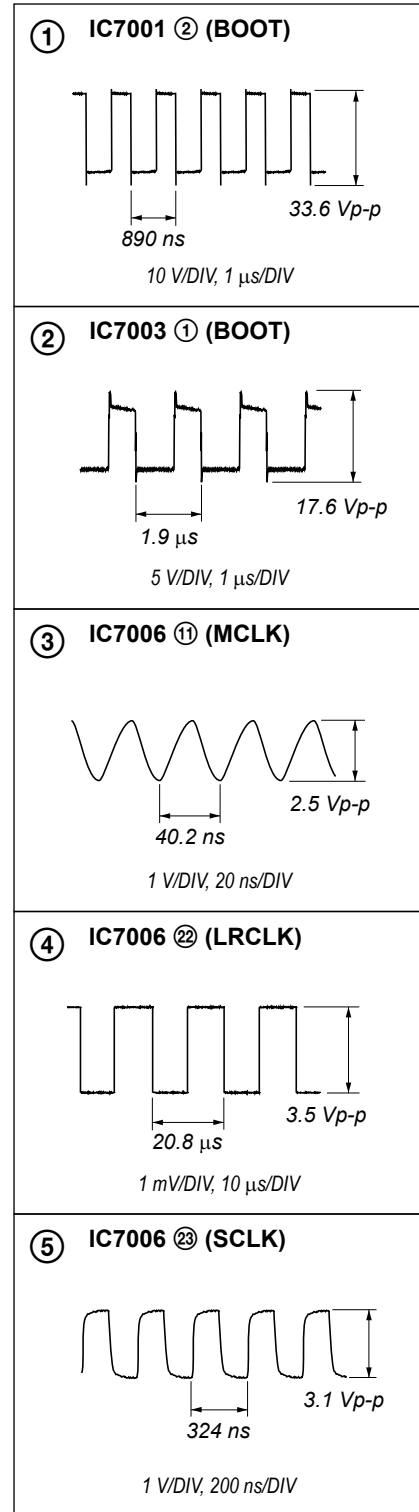 ① IC7001 ② (BOOT)
33.6 Vp-p
890 ns
10 V/DIV, 1 µs/DIV
② IC7003 ① (BOOT)
17.6 Vp-p
1.9 µs
5 V/DIV, 1 µs/DIV
③ IC7006 ⑪ (MCLK)
2.5 Vp-p
40.2 ns
1 V/DIV, 20 ns/DIV
④ IC7006 ㉒ (LRCLK)
3.5 Vp-p
20.8 µs
1 mV/DIV, 10 µs/DIV
⑤ IC7006 ㉓ (SCLK)
3.1 Vp-p
324 ns
1 V/DIV, 200 ns/DIV